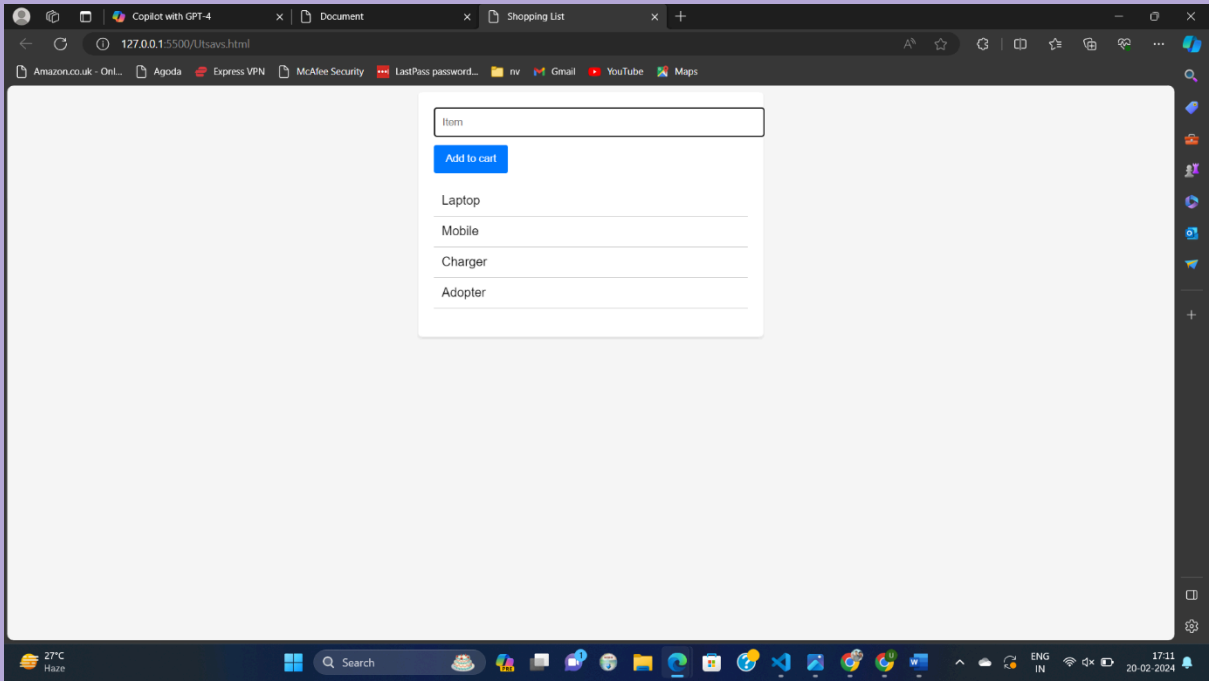 Copilot with GPT-4
Document
Shopping List
127.0.0.1:5500/Utsavs.html
Amazon.co.uk - Onl...
Agoda
Express VPN
McAfee Security
LastPass password...
nv
Gmail
YouTube
Maps
Item
Add to cart
Laptop
Mobile
Charger
Adopter
27°C
Haze
Search
PRE
1
ENG
IN
17:11
20-02-2024